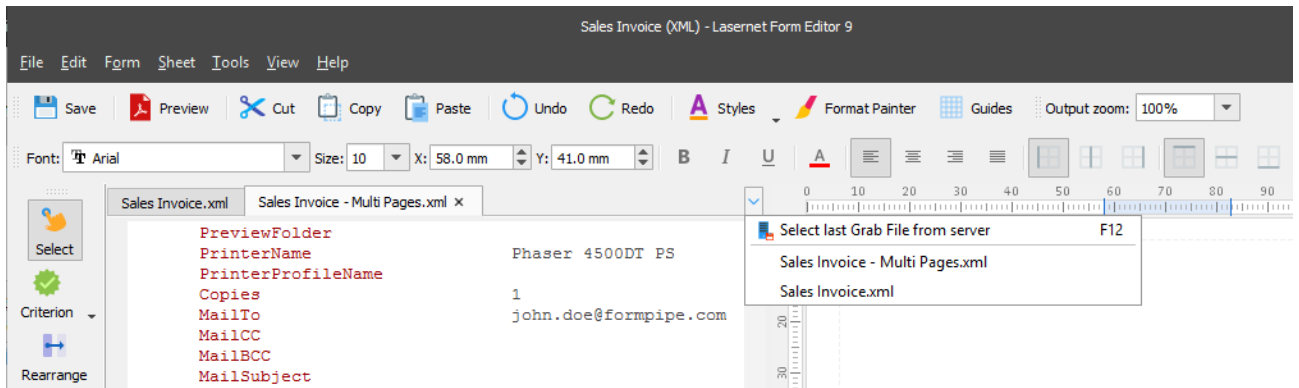 Sales Invoice (XML) - Lasernet Form Editor 9
File Edit Form Sheet Tools View Help
Save Preview Cut Copy Paste Undo Redo A Styles Format Painter Guides Output zoom: 100%
Font: Arial Size: 10 X: 58.0 mm Y: 41.0 mm B I U A
Sales Invoice.xml Sales Invoice - Multi Pages.xml × 0 10 20 30 40 50 60 70 80 90
Select
Criterion
Rearrange
PreviewFolder
PrinterName Phaser 4500DT PS
PrinterProfileName
Copies 1
MailTo john.doe@formpipe.com
MailCC
MailBCC
MailSubject
Select last Grab File from server F12
Sales Invoice - Multi Pages.xml
Sales Invoice.xml
20
30